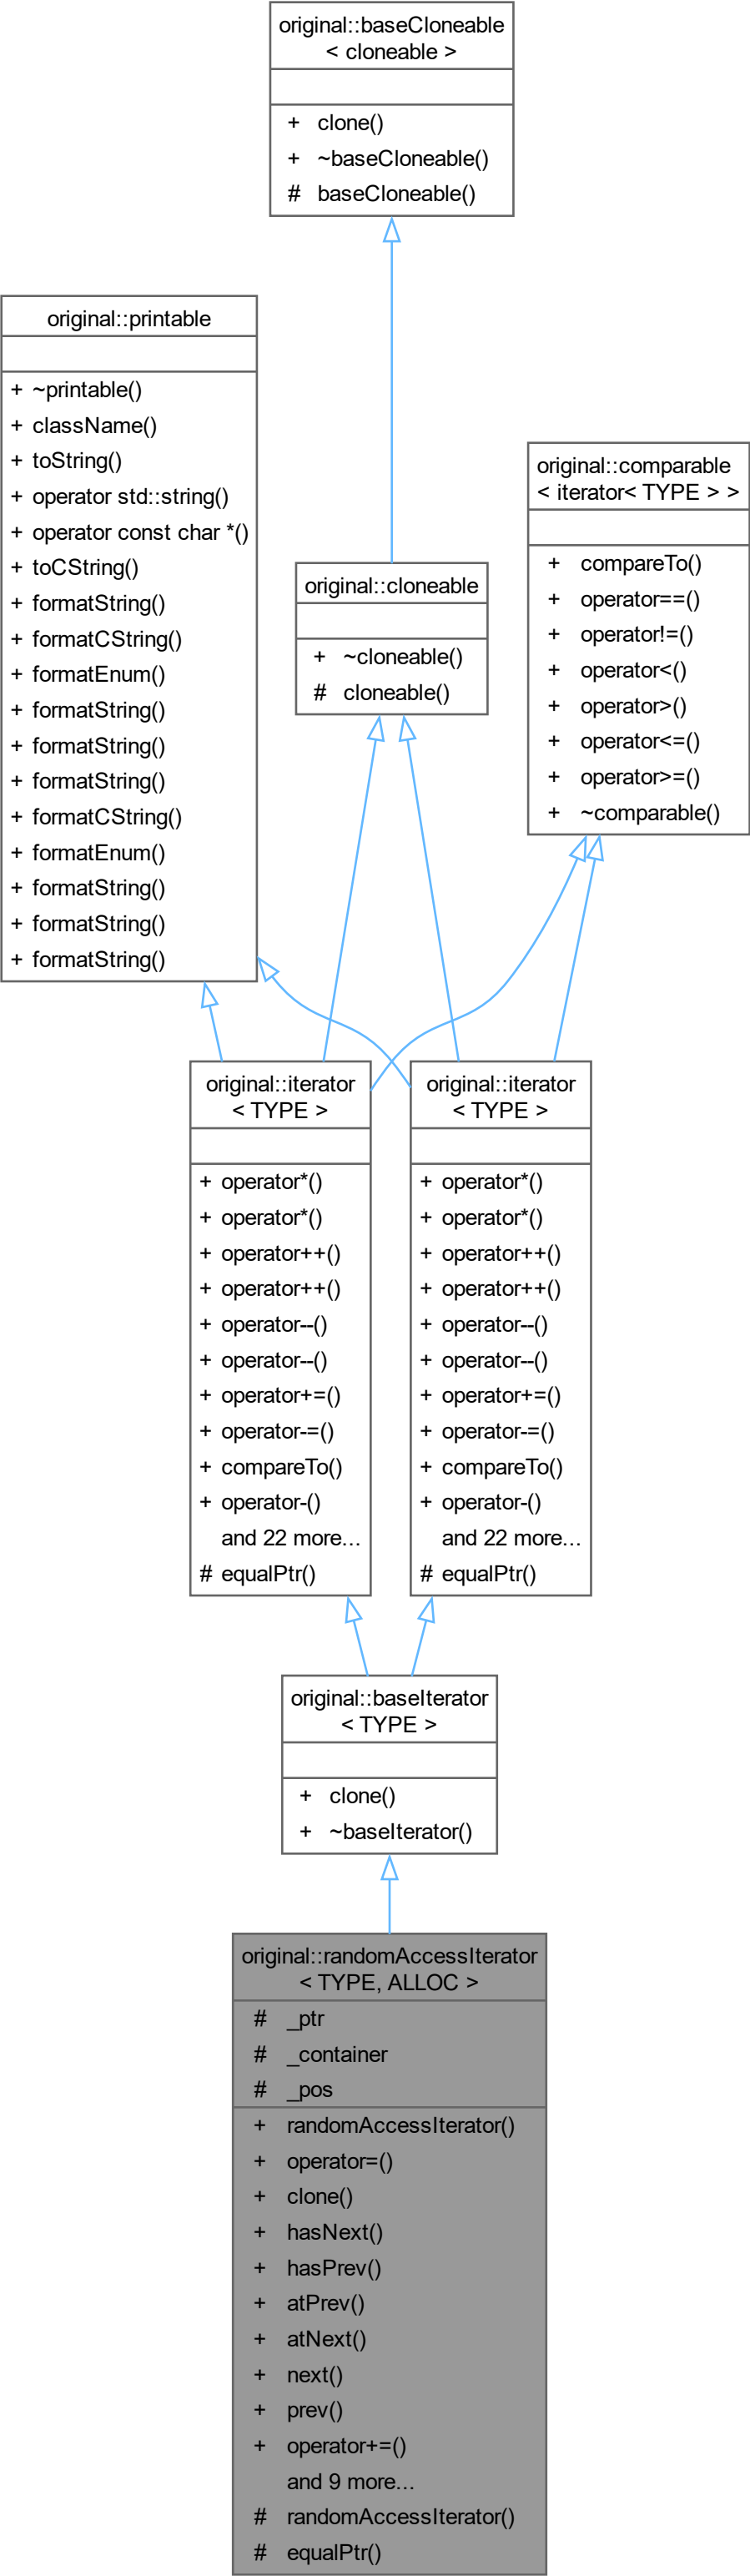 original::baseCloneable
< cloneable >
+ clone()
+ ~baseCloneable()
# baseCloneable()
original::printable
+ ~printable()
+ className()
+ toString()
+ operator std::string()
+ operator const char *()
+ toCString()
+ formatString()
+ formatCString()
+ formatEnum()
+ formatString()
+ formatString()
+ formatString()
+ formatCString()
+ formatEnum()
+ formatString()
+ formatString()
+ formatString()
original::cloneable
+ ~cloneable()
# cloneable()
original::comparable
< iterator< TYPE > >
+ compareTo()
+ operator==()
+ operator!=()
+ operator<()
+ operator>()
+ operator<=()
+ operator>=()
+ ~comparable()
original::iterator
< TYPE >
+ operator*()
+ operator*()
+ operator++()
+ operator++()
+ operator--()
+ operator--()
+ operator+=()
+ operator-=()
+ compareTo()
+ operator-()
and 22 more...
# equalPtr()
original::iterator
< TYPE >
+ operator*()
+ operator*()
+ operator++()
+ operator++()
+ operator--()
+ operator--()
+ operator+=()
+ operator-=()
+ compareTo()
+ operator-()
and 22 more...
# equalPtr()
original::baseIterator
< TYPE >
+ clone()
+ ~baseIterator()
original::randomAccessIterator
< TYPE, ALLOC >
# _ptr
# _container
# _pos
+ randomAccessIterator()
+ operator=()
+ clone()
+ hasNext()
+ hasPrev()
+ atPrev()
+ atNext()
+ next()
+ prev()
+ operator+=()
and 9 more...
# randomAccessIterator()
# equalPtr()